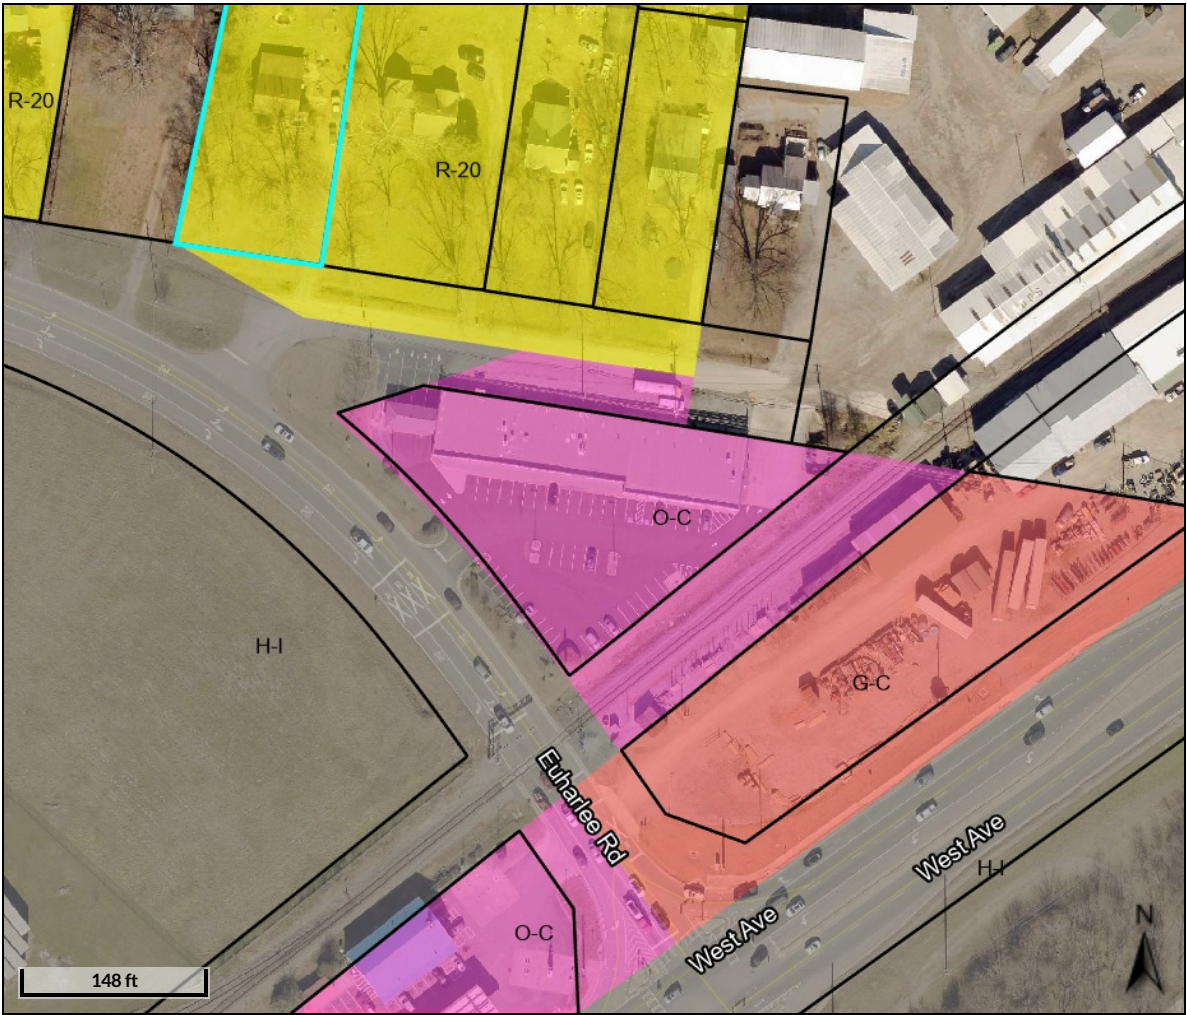 R-20
R-20
O-C
H-I
G-C
Euharlee Rd
West Ave
H-I
O-C
West Ave
N
148 ft